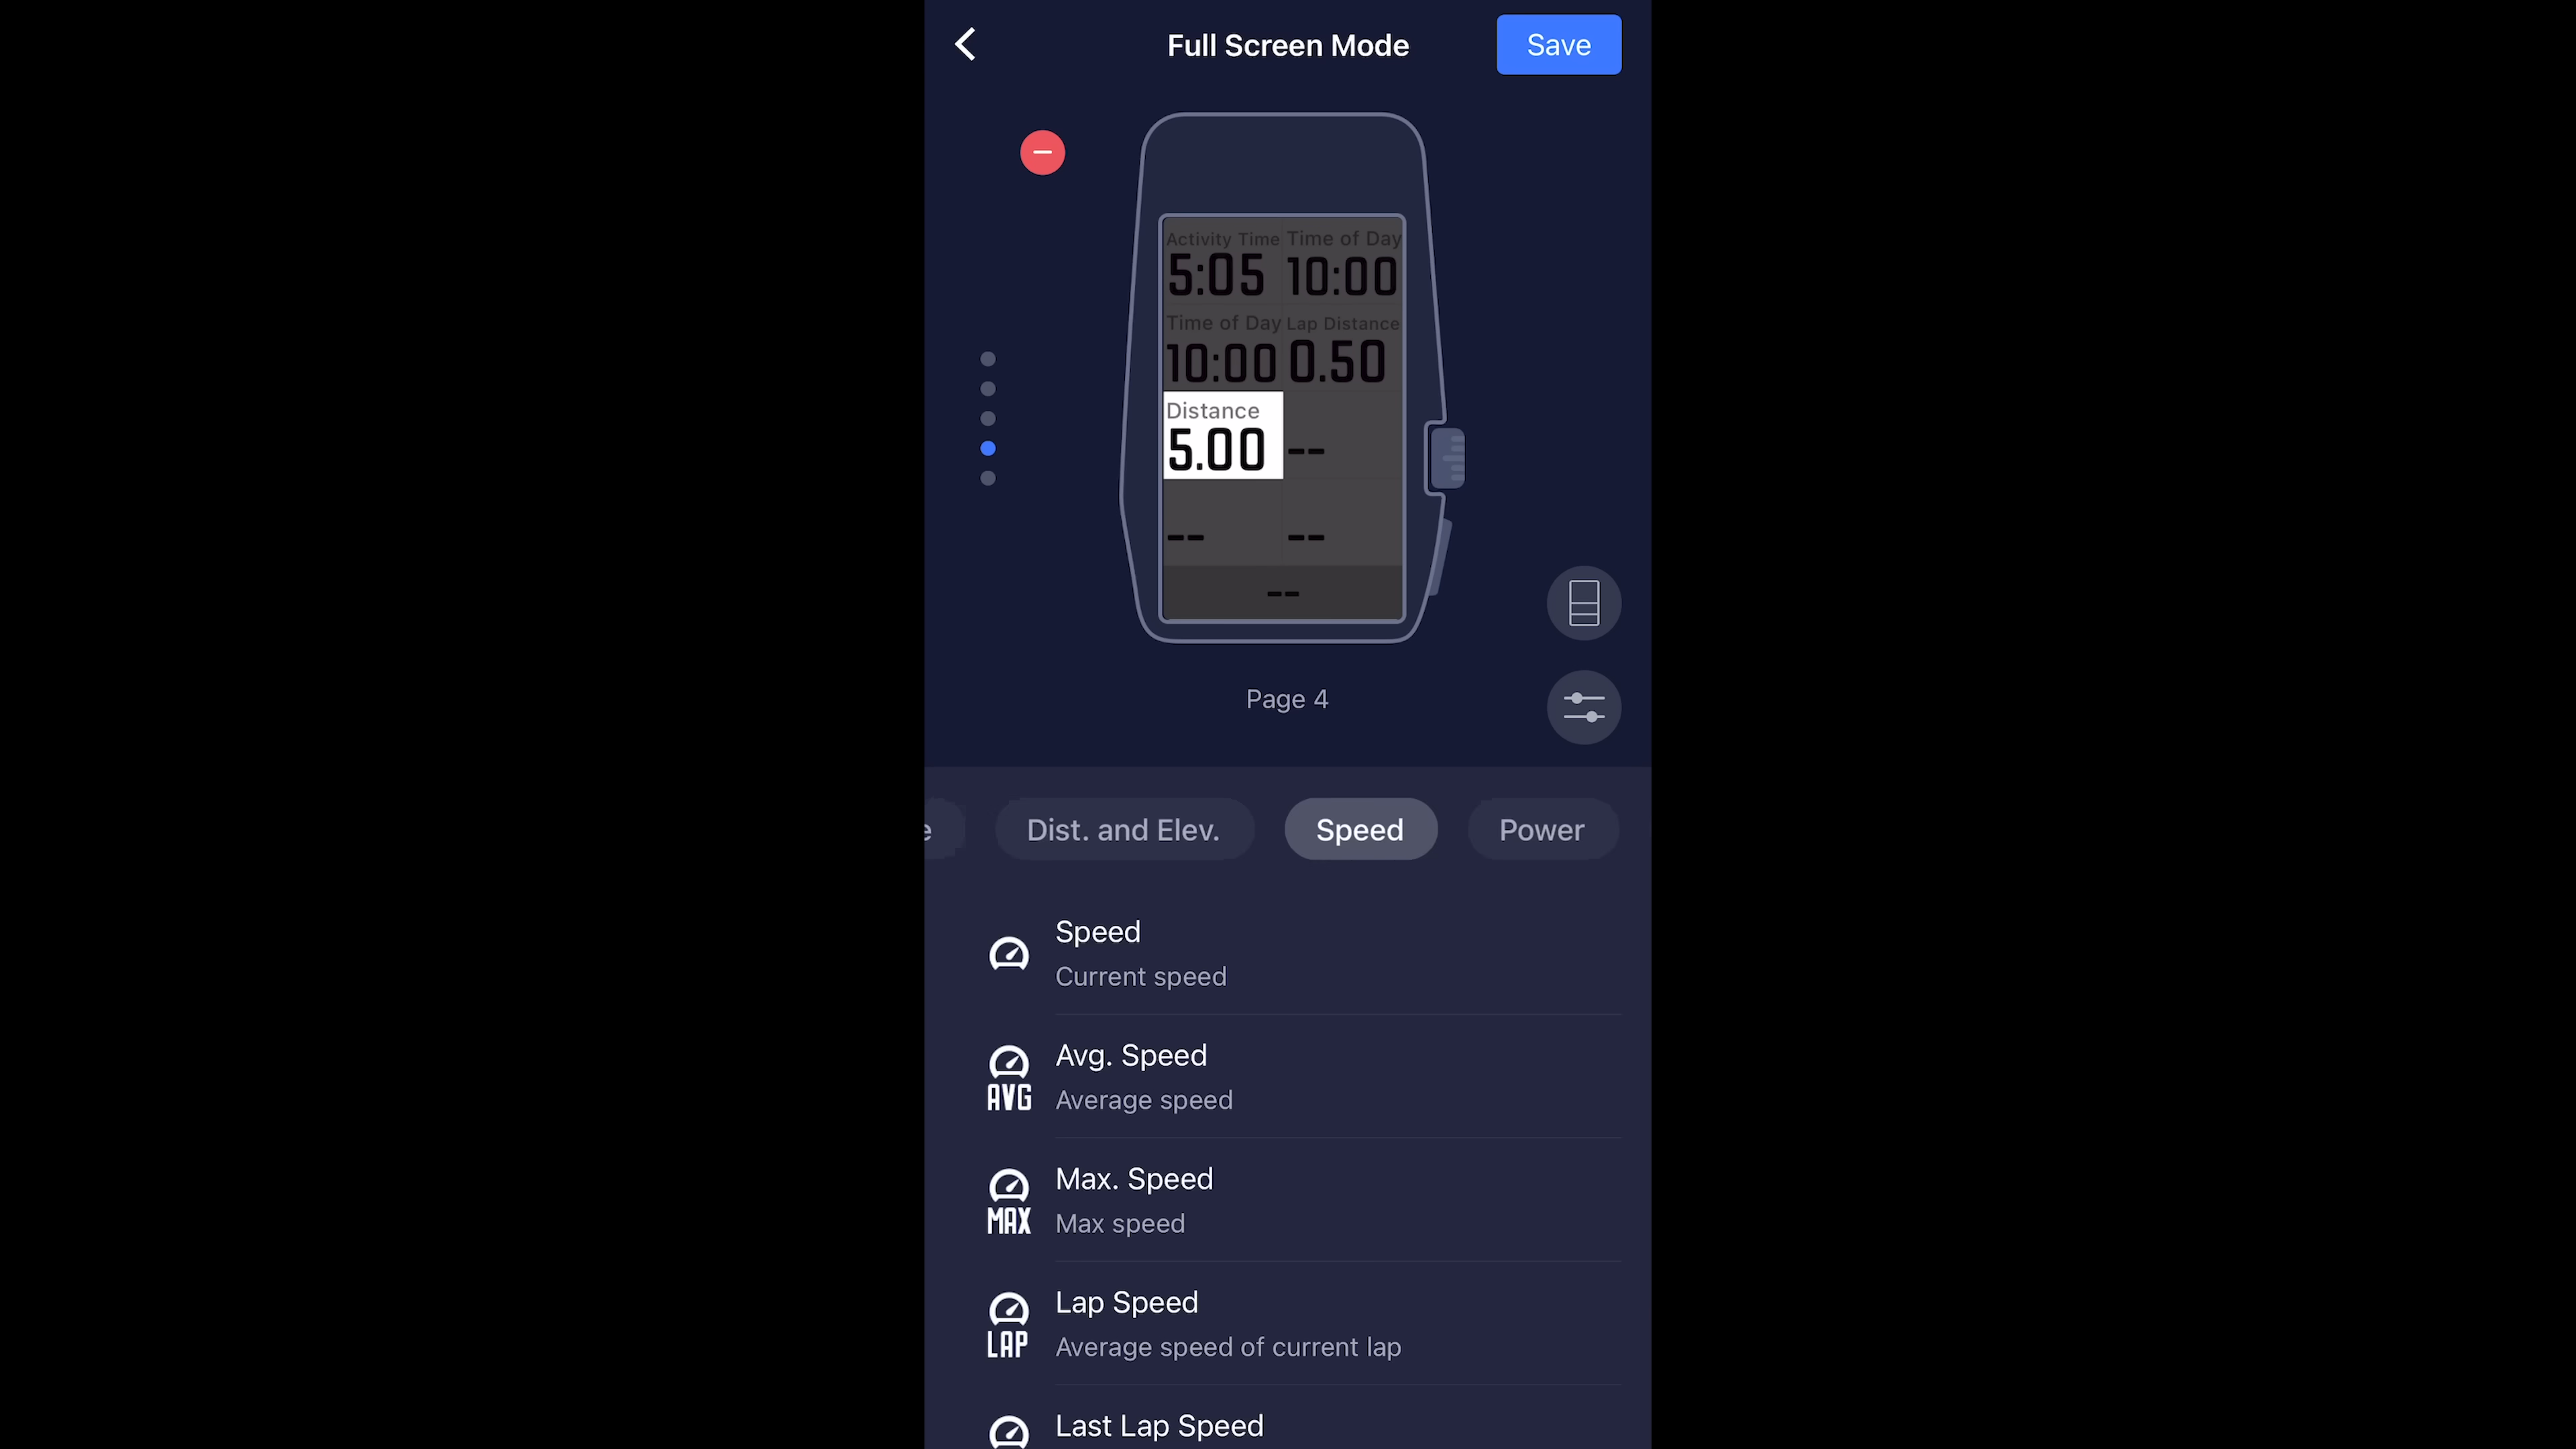 Full Screen Mode
Save
Activity Time Time of Day
5:05 10:00
Time of Day Lap Distance
10:00 0.50
Distance
5.00 --
-- --
--
Page 4
e Dist. and Elev. Speed Power
Speed
Current speed
AVG Avg. Speed
Average speed
MAX Max. Speed
Max speed
LAP Lap Speed
Average speed of current lap
Last Lap Speed